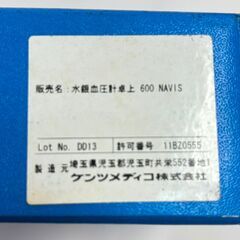 販売名：水銀血圧計卓上 600 NAVIS
Lot No. DD13 許可番号 11BZ0555
製造元 埼玉県児玉郡児玉町共栄552番地1
ケンツメディコ株式会社